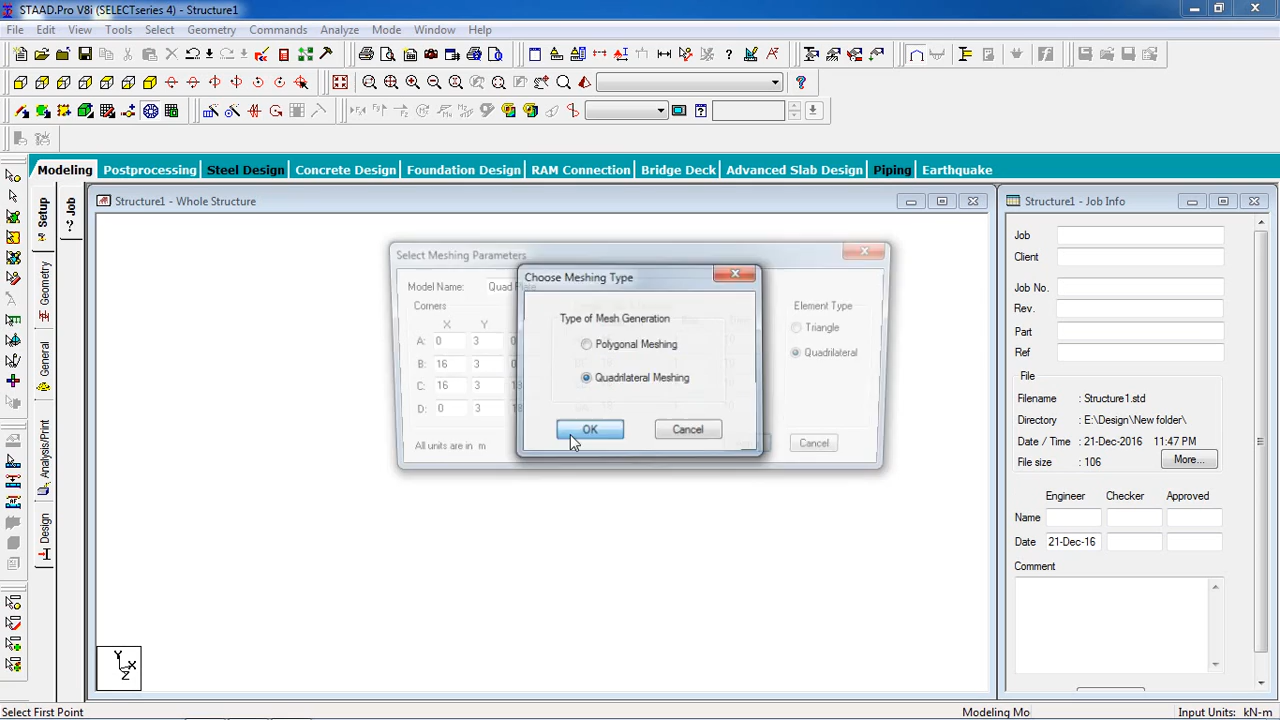 STAAD.Pro V8i (SELECTseries 4) - Structure1
File Edit View Tools Select Geometry Commands Analyze Mode Window Help
Modeling Postprocessing Steel Design Concrete Design Foundation Design RAM Connection Bridge Deck Advanced Slab Design Piping Earthquake
Setup
Job
Geometry
General
Analysis/Print
Design
Structure1 - Whole Structure
Select Meshing Parameters
Model Name: Quad
Corners
X Y
A: 0 3
B: 16 3
C: 16 3
D: 0 3
All units are in m
Element Type
Triangle
Quadrilateral
Cancel
Choose Meshing Type
Type of Mesh Generation
Polygonal Meshing
Quadrilateral Meshing
OK Cancel
Y
X
Z
Structure1 - Job Info
Job
Client
Job No.
Rev.
Part
Ref
File
Filename : Structure1.std
Directory : E:\Design\New folder\
Date / Time : 21-Dec-2016 11:47 PM
File size : 106 More...
Engineer Checker Approved
Name
Date 21-Dec-16
Comment
Select First Point Modeling Mo Input Units: kN-m